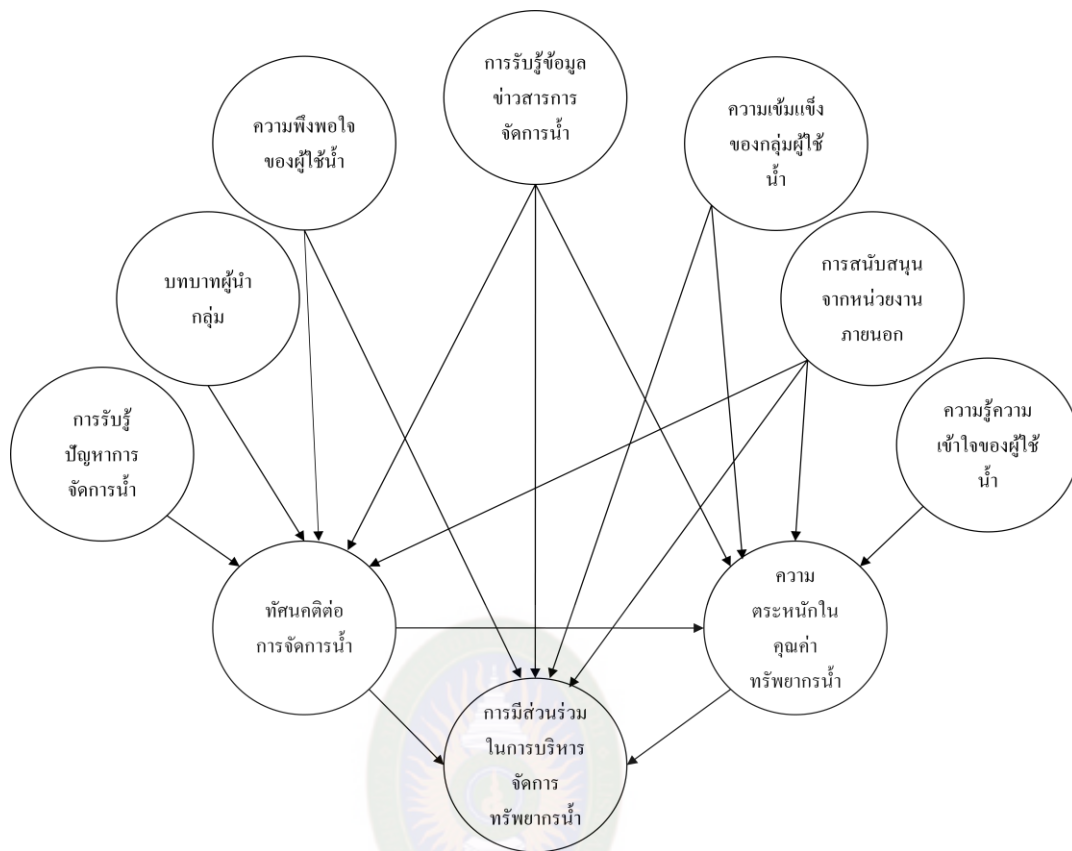 การรับรู้ข้อมูล
ข่าวสารการ
จัดการน้ำ
ความพึงพอใจ
ของผู้ใช้น้ำ
ความเข้มแข็ง
ของกลุ่มผู้ใช้
น้ำ
บทบาทผู้นำ
กลุ่ม
การสนับสนุน
จากหน่วยงาน
ภายนอก
การรับรู้
ปัญหาการ
จัดการน้ำ
ความรู้ความ
เข้าใจของผู้ใช้
น้ำ
ทัศนคติต่อ
การจัดการน้ำ
ความ
ตระหนักใน
คุณค่า
ทรัพยากรน้ำ
การมีส่วนร่วม
ในการบริหาร
จัดการ
ทรัพยากรน้ำ